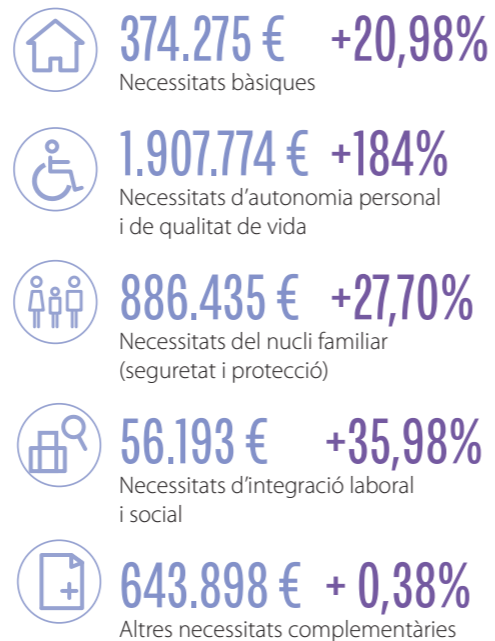 374.275 € +20,98%
Necessitats bàsiques
1.907.774 € +184%
Necessitats d’autonomia personal
i de qualitat de vida
886.435 € +27,70%
Necessitats del nucli familiar
(seguretat i protecció)
56.193 € +35,98%
Necessitats d’integració laboral
i social
643.898 € + 0,38%
Altres necessitats complementàries